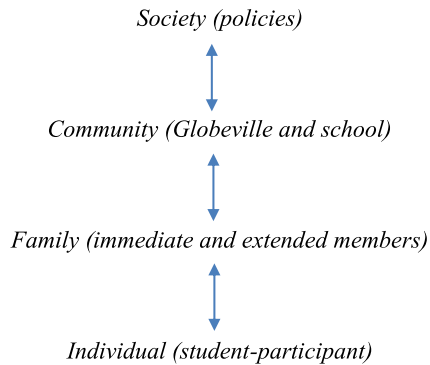 Society (policies)
Community (Globeville and school)
Family (immediate and extended members)
Individual (student-participant)